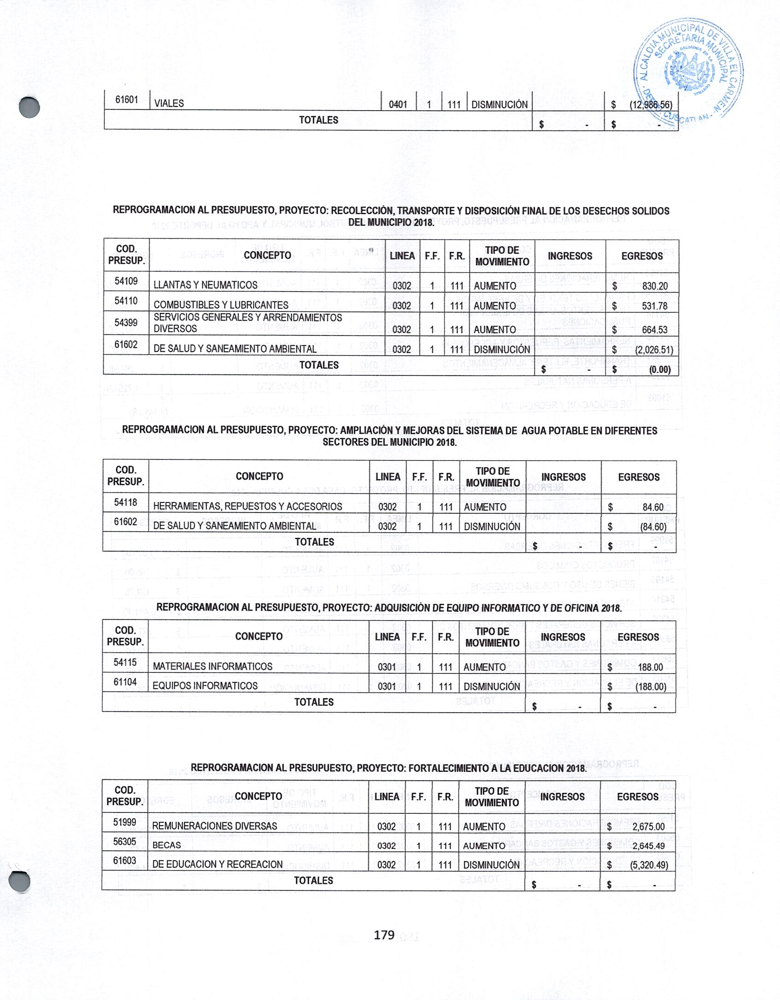 ALCALDIA MUNICIPAL DE VILLA EL CARMEN
SECRETARIA MUNICIPAL
DEPTO. CUSCATLAN
61601 VIALES 0401 1 111 DISMINUCIÓN $ (12,986.56)
TOTALES $ - $ -
REPROGRAMACION AL PRESUPUESTO, PROYECTO: RECOLECCIÓN, TRANSPORTE Y DISPOSICIÓN FINAL DE LOS DESECHOS SOLIDOS
DEL MUNICIPIO 2018.
COD. PRESUP. CONCEPTO LINEA F.F. F.R. TIPO DE MOVIMIENTO INGRESOS EGRESOS
54109 LLANTAS Y NEUMATICOS 0302 1 111 AUMENTO $ 830.20
54110 COMBUSTIBLES Y LUBRICANTES 0302 1 111 AUMENTO $ 531.78
54399 SERVICIOS GENERALES Y ARRENDAMIENTOS DIVERSOS 0302 1 111 AUMENTO $ 664.53
61602 DE SALUD Y SANEAMIENTO AMBIENTAL 0302 1 111 DISMINUCIÓN $ (2,026.51)
TOTALES $ - $ (0.00)
REPROGRAMACION AL PRESUPUESTO, PROYECTO: AMPLIACIÓN Y MEJORAS DEL SISTEMA DE AGUA POTABLE EN DIFERENTES
SECTORES DEL MUNICIPIO 2018.
COD. PRESUP. CONCEPTO LINEA F.F. F.R. TIPO DE MOVIMIENTO INGRESOS EGRESOS
54118 HERRAMIENTAS, REPUESTOS Y ACCESORIOS 0302 1 111 AUMENTO $ 84.60
61602 DE SALUD Y SANEAMIENTO AMBIENTAL 0302 1 111 DISMINUCIÓN $ (84.60)
TOTALES $ - $ -
REPROGRAMACION AL PRESUPUESTO, PROYECTO: ADQUISICIÓN DE EQUIPO INFORMATICO Y DE OFICINA 2018.
COD. PRESUP. CONCEPTO LINEA F.F. F.R. TIPO DE MOVIMIENTO INGRESOS EGRESOS
54115 MATERIALES INFORMATICOS 0301 1 111 AUMENTO $ 188.00
61104 EQUIPOS INFORMATICOS 0301 1 111 DISMINUCIÓN $ (188.00)
TOTALES $ - $ -
REPROGRAMACION AL PRESUPUESTO, PROYECTO: FORTALECIMIENTO A LA EDUCACION 2018.
COD. PRESUP. CONCEPTO LINEA F.F. F.R. TIPO DE MOVIMIENTO INGRESOS EGRESOS
51999 REMUNERACIONES DIVERSAS 0302 1 111 AUMENTO $ 2,675.00
56305 BECAS 0302 1 111 AUMENTO $ 2,645.49
61603 DE EDUCACION Y RECREACION 0302 1 111 DISMINUCIÓN $ (5,320.49)
TOTALES $ - $ -
179